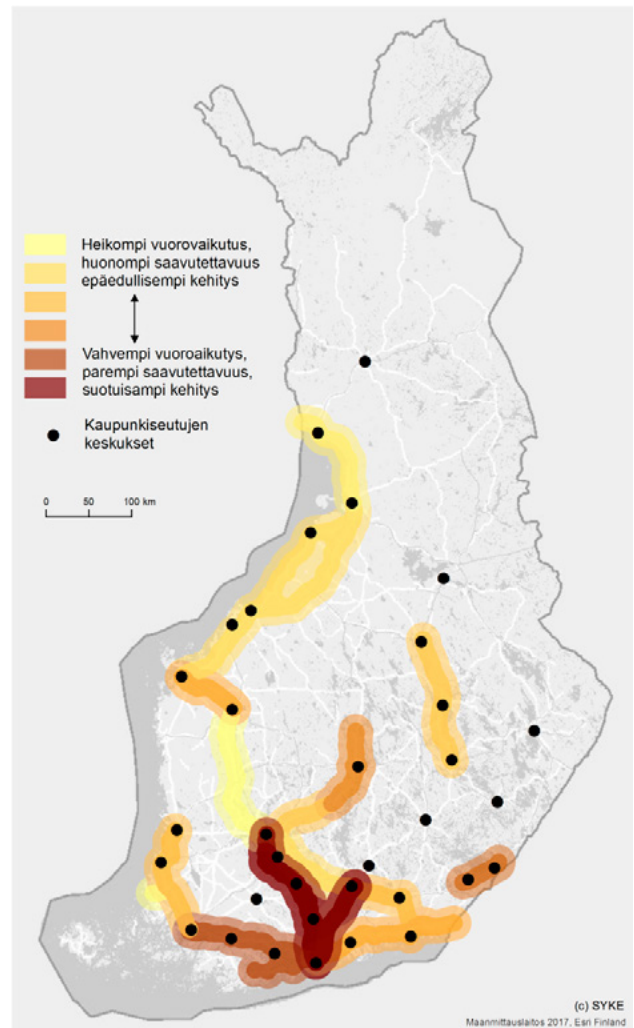 Heikompi vuorovaikutus,
huonompi saavutettavuus
epäedullisempi kehitys
Vahvempi vuoroaikutys,
parempi saavutettavuus,
suotuisampi kehitys
Kaupunkiseutujen
keskukset
0 50 100 km
(c) SYKE
Maanmittauslaitos 2017, Esri Finland